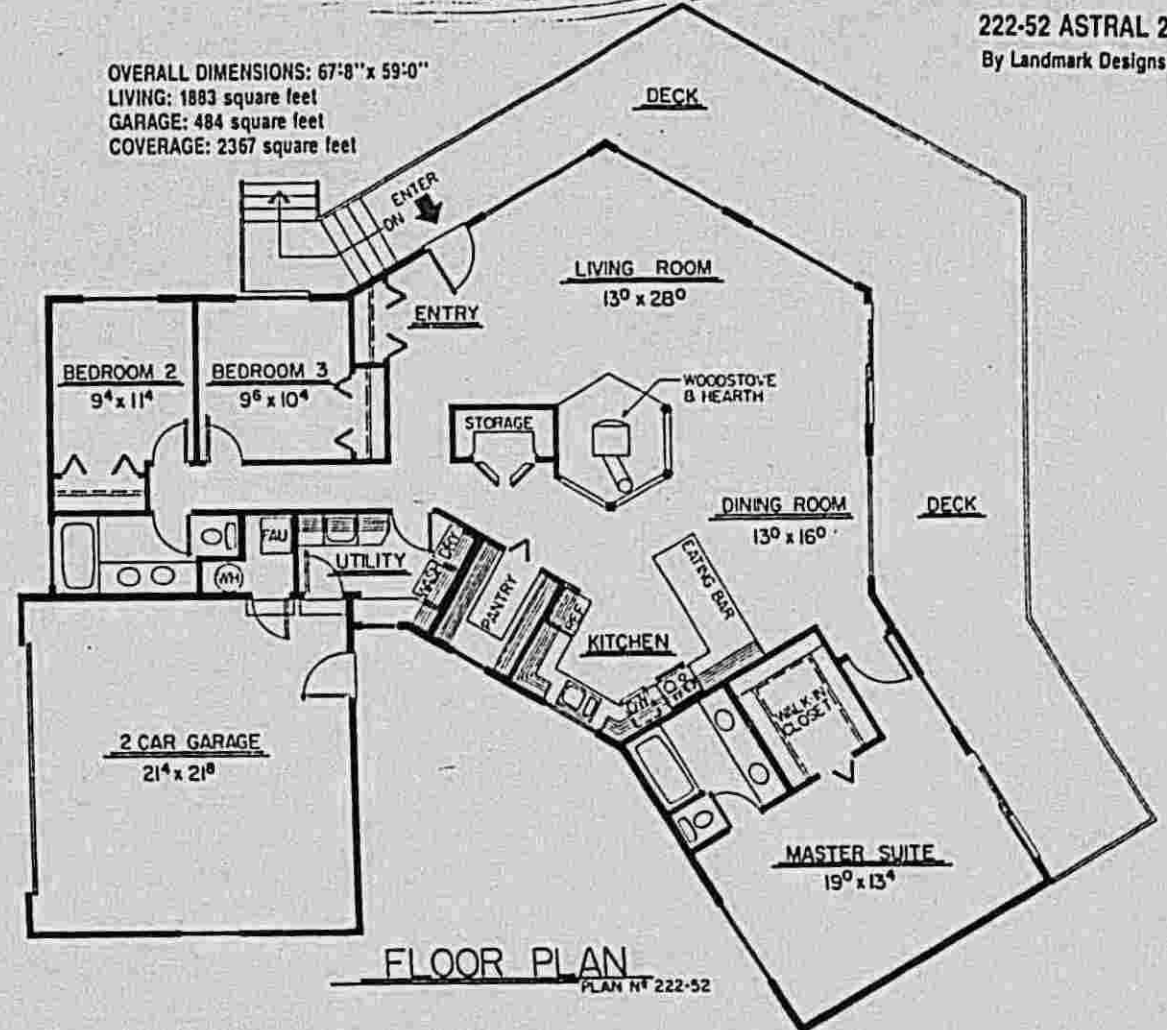 222-52 ASTRAL 2
By Landmark Designs
OVERALL DIMENSIONS: 67'-8" x 59'-0"
LIVING: 1883 square feet
GARAGE: 484 square feet
COVERAGE: 2367 square feet
DECK
ENTER
ON
LIVING ROOM
13⁰ x 28⁰
ENTRY
BEDROOM 2
9⁴ x 11⁴
BEDROOM 3
9⁶ x 10⁴
WOODSTOVE
& HEARTH
STORAGE
DINING ROOM
13⁰ x 16⁰
DECK
FAU
UTILITY
WH
WASH
DRY
PANTRY
REF
EATING BAR
KITCHEN
WALK-IN
CLOSET
2 CAR GARAGE
21⁴ x 21⁸
MASTER SUITE
19⁰ x 13⁴
FLOOR PLAN
PLAN Nº 222-52